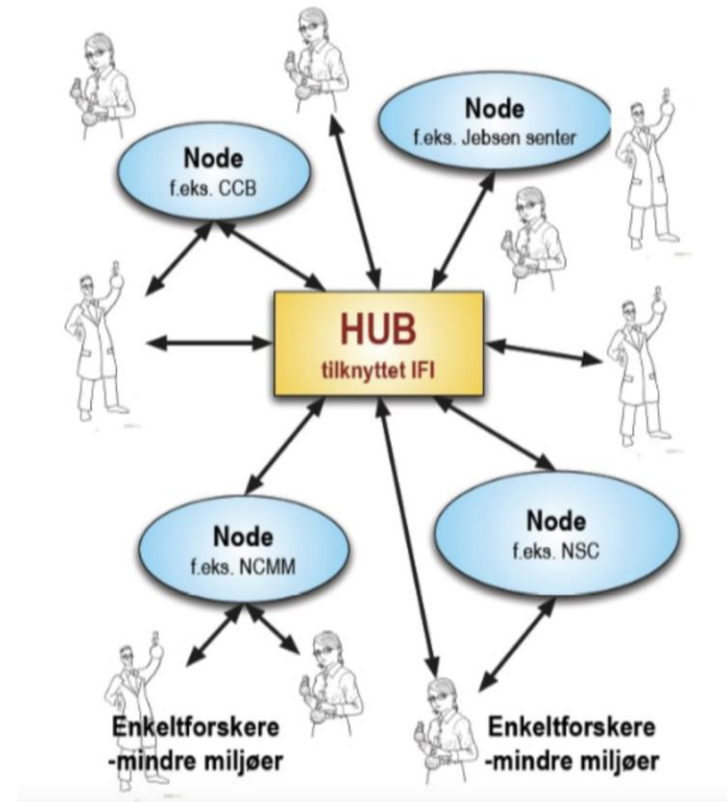 Node
f.eks. Jebsen senter
Node
f.eks. CCB
HUB
tilknyttet IFI
Node
f.eks. NCMM
Node
f.eks. NSC
Enkeltforskere
-mindre miljøer
Enkeltforskere
-mindre miljøer